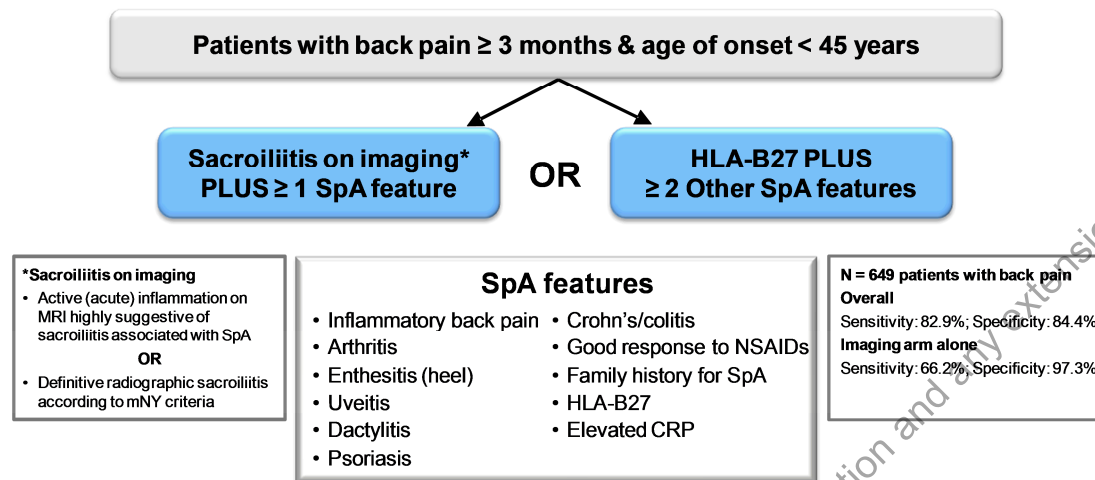 Patients with back pain ≥ 3 months & age of onset < 45 years
Sacroiliitis on imaging*
PLUS ≥ 1 SpA feature
OR
HLA-B27 PLUS
≥ 2 Other SpA features
*Sacroiliitis on imaging
• Active (acute) inflammation on
MRI highly suggestive of
sacroiliitis associated with SpA
OR
• Definitive radiographic sacroiliitis
according to mNY criteria
SpA features
• Inflammatory back pain
• Arthritis
• Enthesitis (heel)
• Uveitis
• Dactylitis
• Psoriasis
• Crohn's/colitis
• Good response to NSAIDs
• Family history for SpA
• HLA-B27
• Elevated CRP
N = 649 patients with back pain
Overall
Sensitivity: 82.9%; Specificity: 84.4%
Imaging arm alone
Sensitivity: 66.2%; Specificity: 97.3%
and any